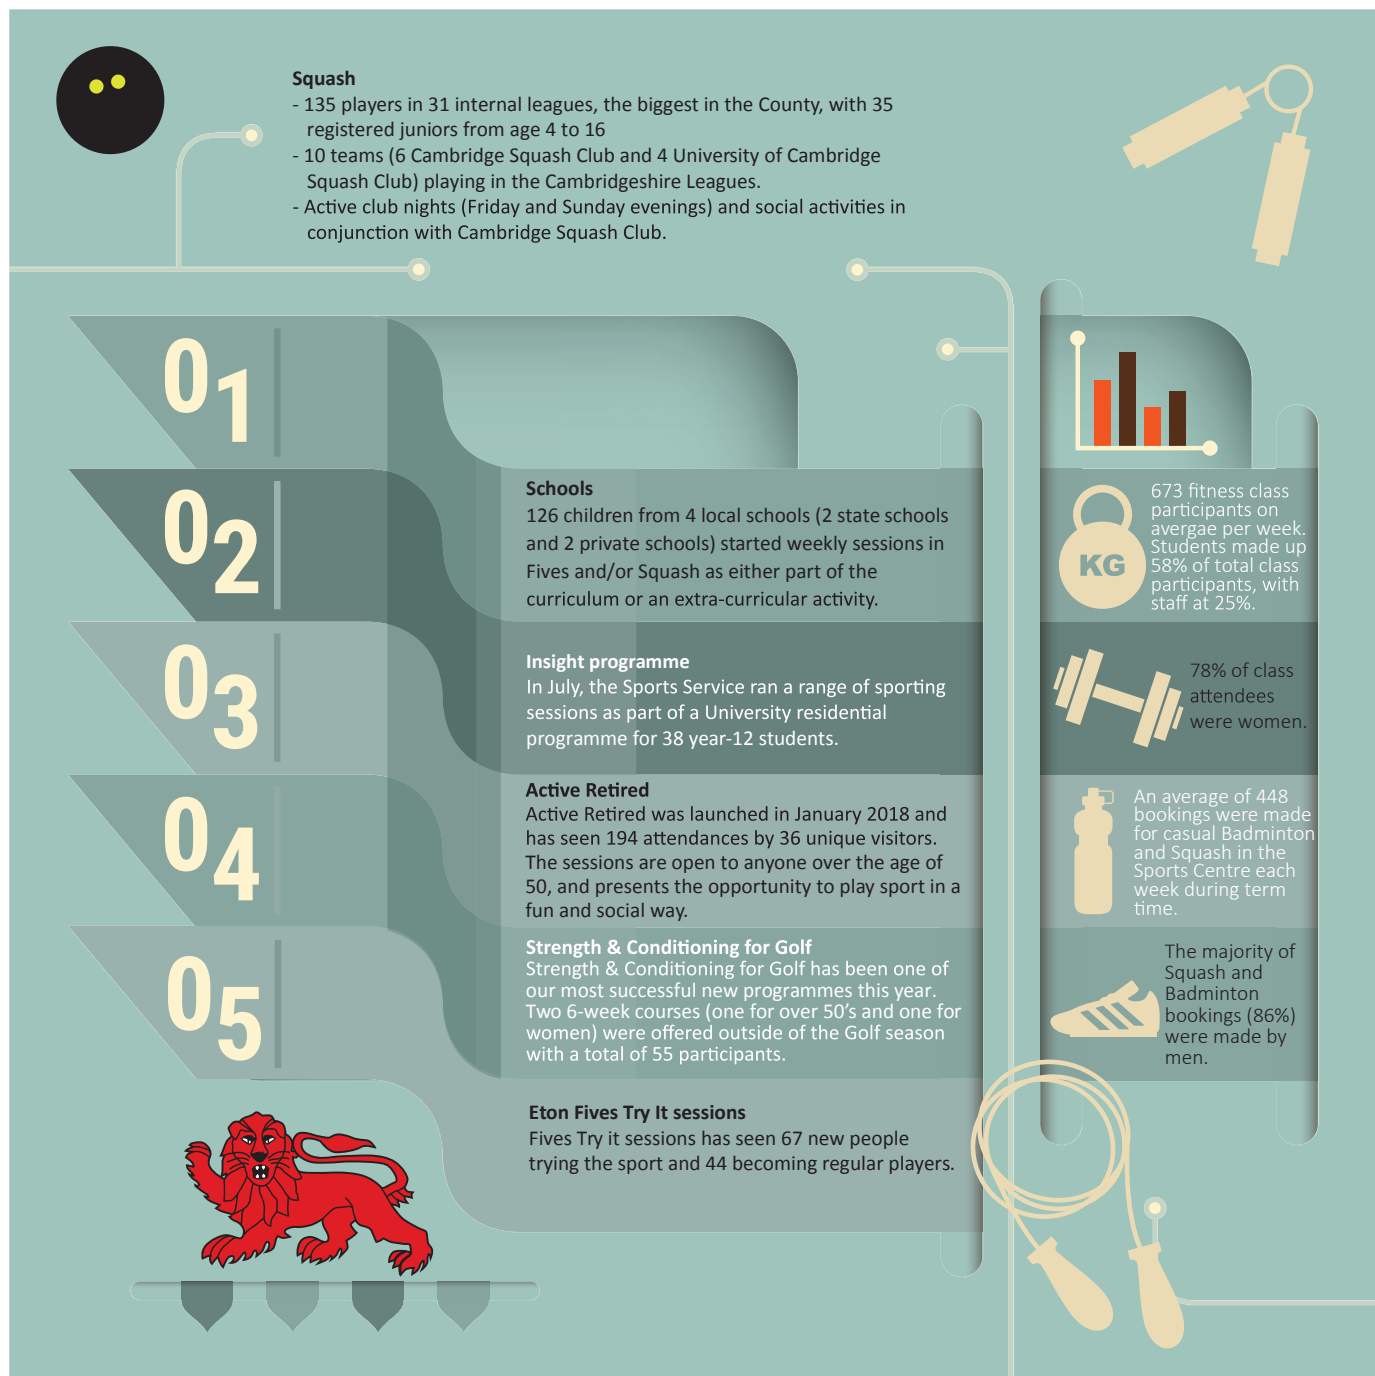 Squash
- 135 players in 31 internal leagues, the biggest in the County, with 35
registered juniors from age 4 to 16
- 10 teams (6 Cambridge Squash Club and 4 University of Cambridge
Squash Club) playing in the Cambridgeshire Leagues.
- Active club nights (Friday and Sunday evenings) and social activities in
conjunction with Cambridge Squash Club.
01
02
Schools
126 children from 4 local schools (2 state schools
and 2 private schools) started weekly sessions in
Fives and/or Squash as either part of the
curriculum or an extra-curricular activity.
03
Insight programme
In July, the Sports Service ran a range of sporting
sessions as part of a University residential
programme for 38 year-12 students.
04
Active Retired
Active Retired was launched in January 2018 and
has seen 194 attendances by 36 unique visitors.
The sessions are open to anyone over the age of
50, and presents the opportunity to play sport in a
fun and social way.
05
Strength & Conditioning for Golf
Strength & Conditioning for Golf has been one of
our most successful new programmes this year.
Two 6-week courses (one for over 50's and one for
women) were offered outside of the Golf season
with a total of 55 participants.
Eton Fives Try It sessions
Fives Try it sessions has seen 67 new people
trying the sport and 44 becoming regular players.
KG
673 fitness class
participants on
avergae per week.
Students made up
58% of total class
participants, with
staff at 25%.
78% of class
attendees
were women.
An average of 448
bookings were made
for casual Badminton
and Squash in the
Sports Centre each
week during term
time.
The majority of
Squash and
Badminton
bookings (86%)
were made by
men.